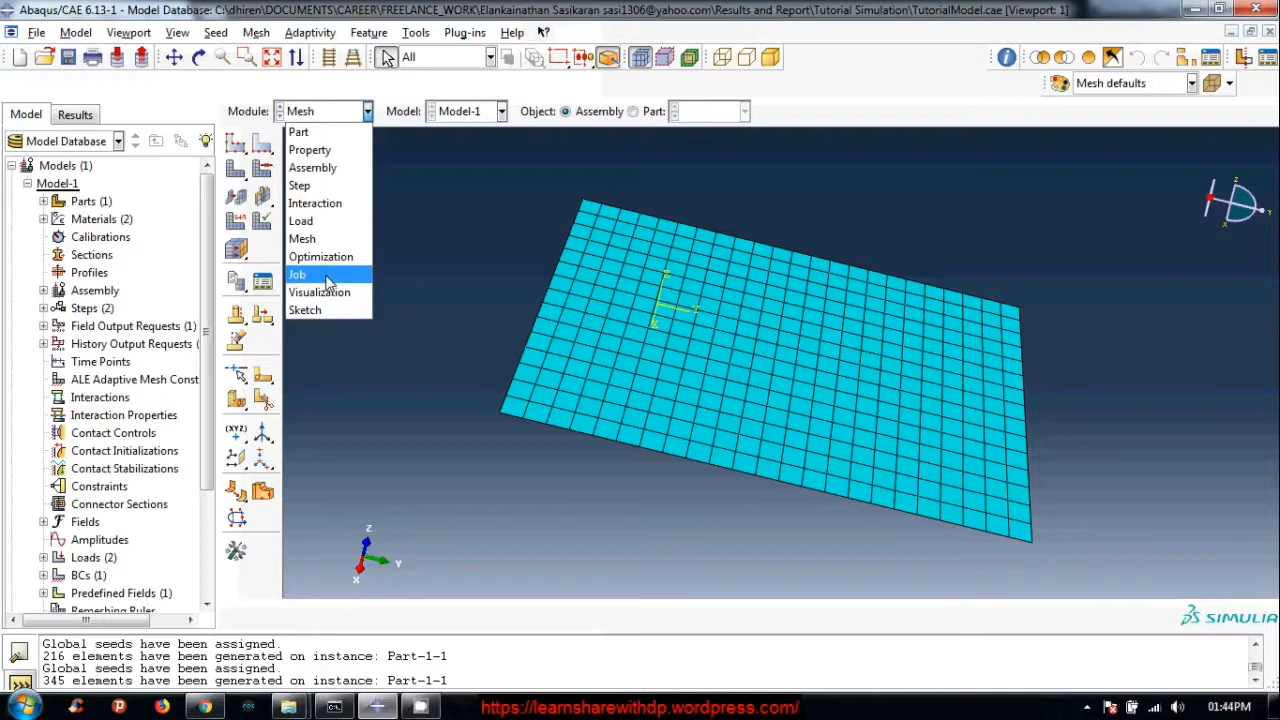 Abaqus/CAE 6.13-1 - Model Database: C:\dhiren\DOCUMENTS\CAREER\FREELANCE_WORK\Elankainathan Sasikaran sasi1306@yahoo.com\Results and Report\Tutorial Simulation\TutorialModel.cae [Viewport: 1]
File Model Viewport View Seed Mesh Adaptivity Feature Tools Plug-ins Help
All
Mesh defaults
Model Results
Module: Mesh Model: Model-1 Object: Assembly Part:
Model Database
Part
Property
Assembly
Step
Interaction
Load
Mesh
Optimization
Job
Visualization
Sketch
Models (1)
Model-1
Parts (1)
Materials (2)
Calibrations
Sections
Profiles
Assembly
Steps (2)
Field Output Requests (1)
History Output Requests (
Time Points
ALE Adaptive Mesh Const
Interactions
Interaction Properties
Contact Controls
Contact Initializations
Contact Stabilizations
Constraints
Connector Sections
Fields
Amplitudes
Loads (2)
BCs (1)
Predefined Fields (1)
Remeshing Rules
Z
Y
X
Z
Y
X
SIMULIA
Global seeds have been assigned.
216 elements have been generated on instance: Part-1-1
Global seeds have been assigned.
345 elements have been generated on instance: Part-1-1
https://learnsharewithdp.wordpress.com/
01:44PM